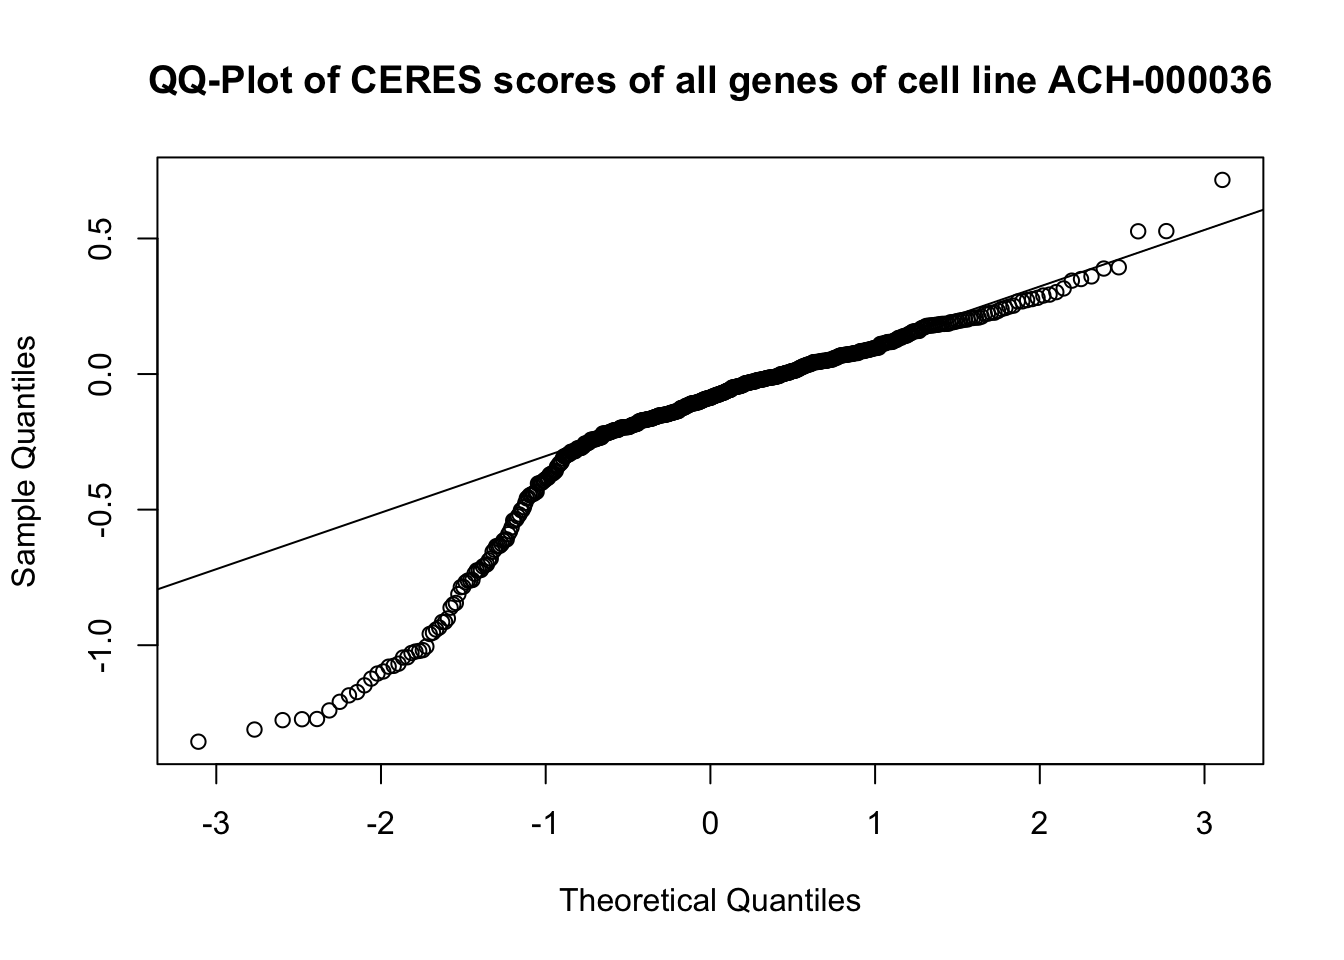 QQ-Plot of CERES scores of all genes of cell line ACH-000036
Sample Quantiles
0.5
0.0
-0.5
-1.0
-3 -2 -1 0 1 2 3
Theoretical Quantiles